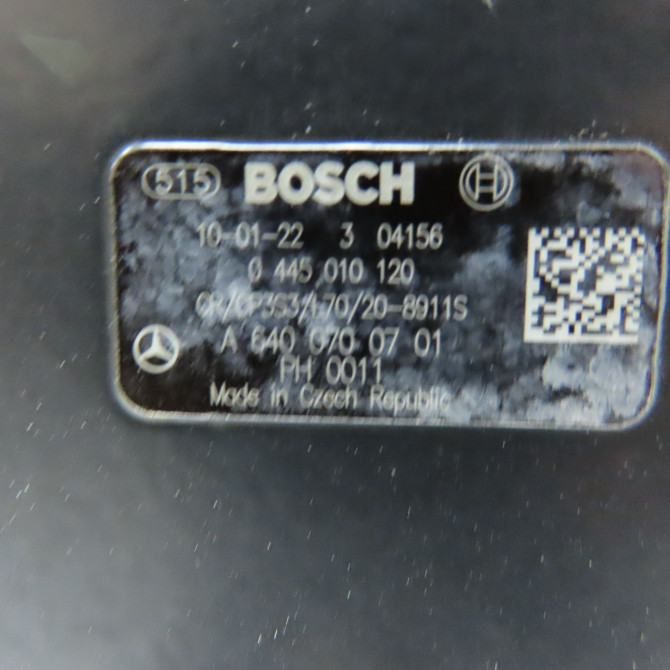 515 BOSCH
10-01-22 3 04156
0 445 010 120
CR/CP3S3/L70/20-8911S
A 640 070 07 01
PH 0011
Made in Czech Republic